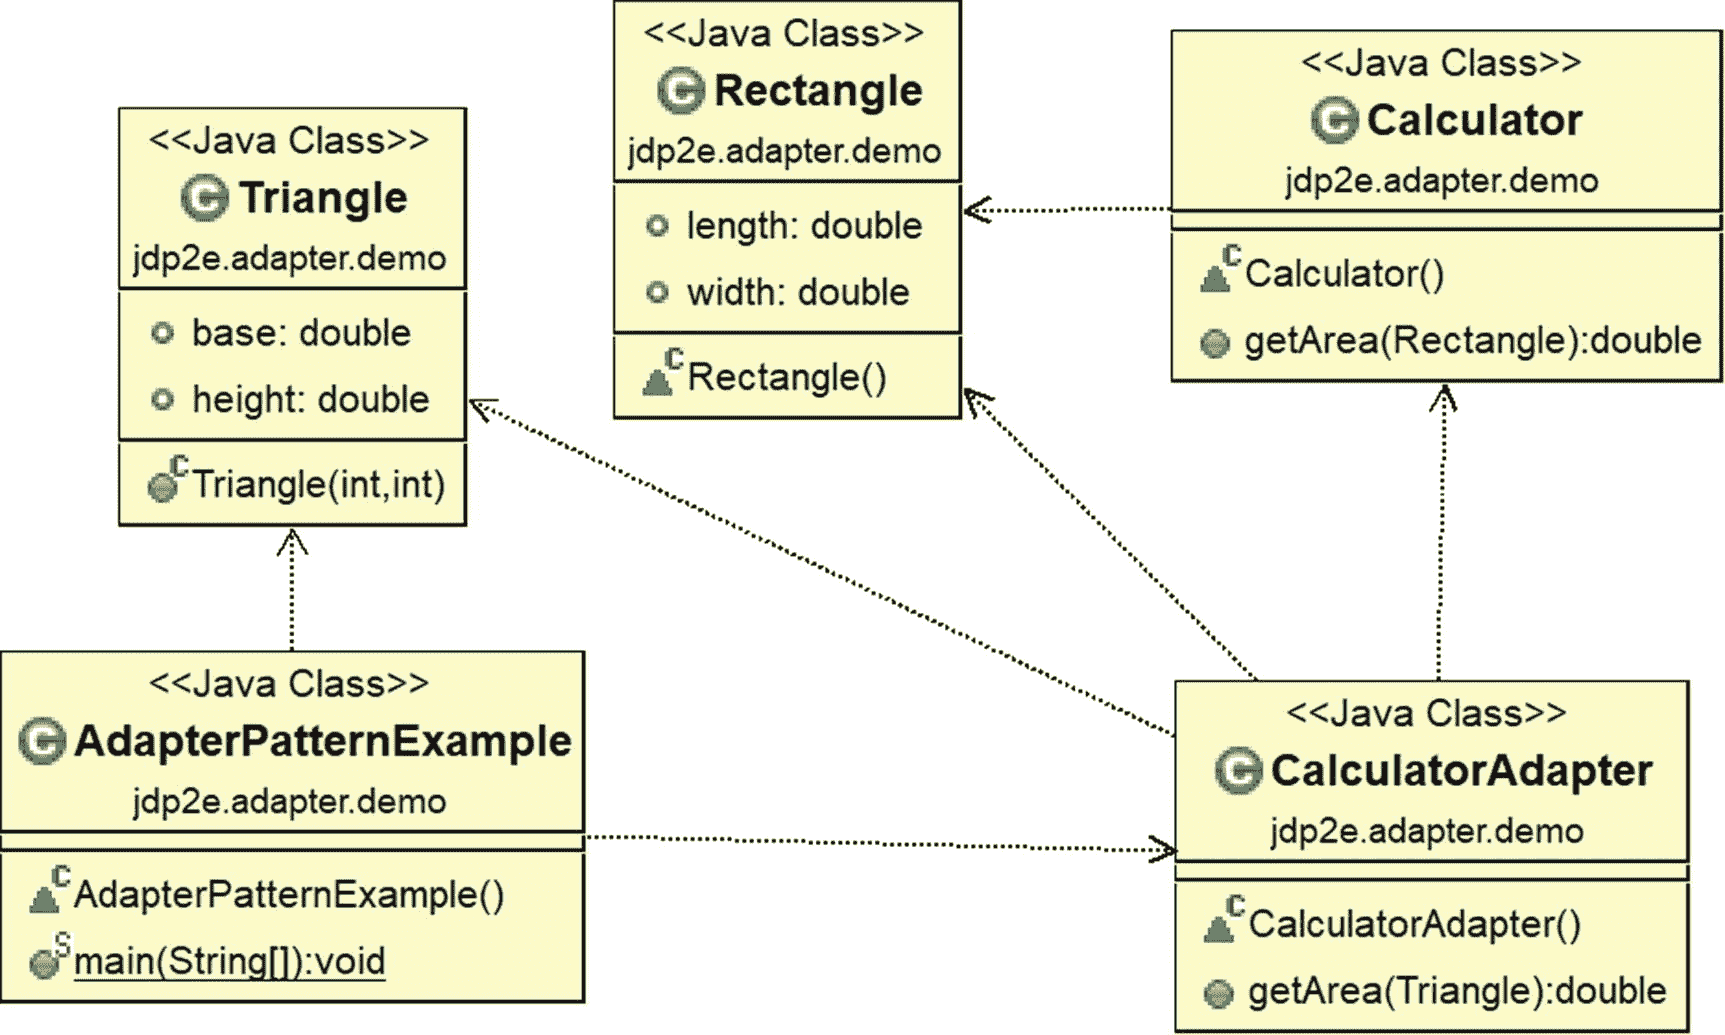 <<Java Class>>
C Triangle
jdp2e.adapter.demo
base: double
height: double
C Triangle(int,int)
<<Java Class>>
C Rectangle
jdp2e.adapter.demo
length: double
width: double
C Rectangle()
<<Java Class>>
C Calculator
jdp2e.adapter.demo
C Calculator()
getArea(Rectangle):double
<<Java Class>>
C AdapterPatternExample
jdp2e.adapter.demo
C AdapterPatternExample()
S main(String[]):void
<<Java Class>>
C CalculatorAdapter
jdp2e.adapter.demo
C CalculatorAdapter()
getArea(Triangle):double